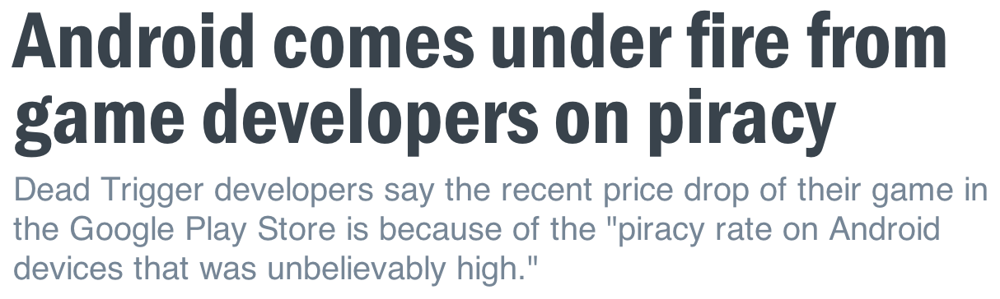 Android comes under fire from
game developers on piracy
Dead Trigger developers say the recent price drop of their game in
the Google Play Store is because of the "piracy rate on Android
devices that was unbelievably high."